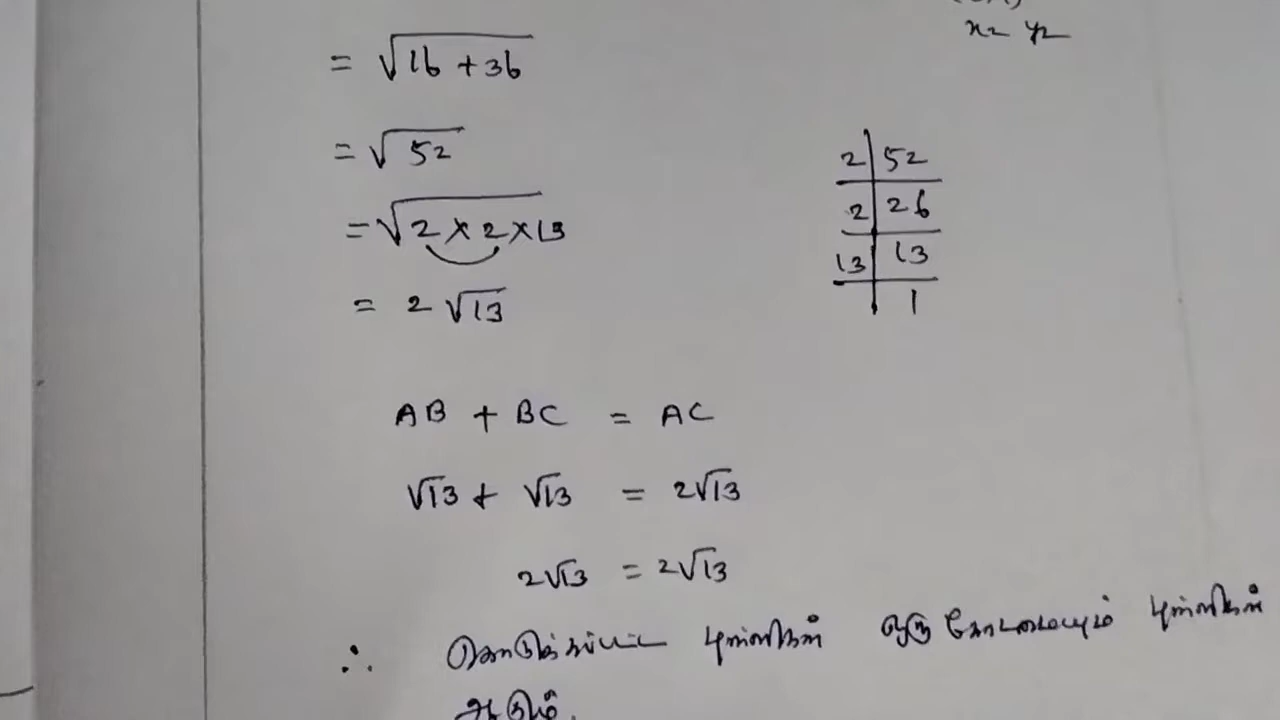 x₂ y₂
= √16 + 36
= √52
= √2 × 2 × 13
= 2 √13
2 | 52
2 | 26
13 | 13
1
AB + BC = AC
√13 + √13 = 2√13
2√13 = 2√13
∴ கொடுக்கப்பட்ட புள்ளிகள் ஒரு கோடமையும் புள்ளிகள்
ஆகும்.